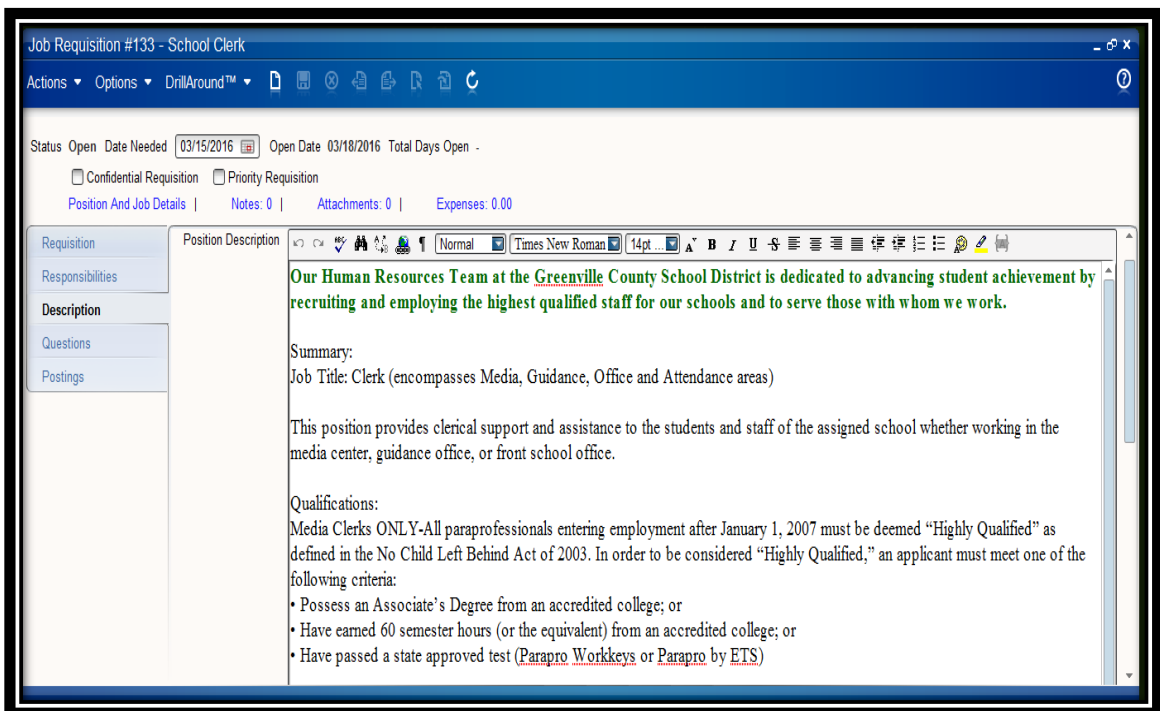 Job Requisition #133 - School Clerk
Actions Options DrillAround™
Status Open Date Needed 03/15/2016 Open Date 03/18/2016 Total Days Open -
Confidential Requisition Priority Requisition
Position And Job Details | Notes: 0 | Attachments: 0 | Expenses: 0.00
Requisition
Responsibilities
Description
Questions
Postings
Position Description
ABC ¶ Normal Times New Roman 14pt ... A B I U S
Our Human Resources Team at the Greenville County School District is dedicated to advancing student achievement by
recruiting and employing the highest qualified staff for our schools and to serve those with whom we work.
Summary:
Job Title: Clerk (encompasses Media, Guidance, Office and Attendance areas)
This position provides clerical support and assistance to the students and staff of the assigned school whether working in the
media center, guidance office, or front school office.
Qualifications:
Media Clerks ONLY-All paraprofessionals entering employment after January 1, 2007 must be deemed “Highly Qualified” as
defined in the No Child Left Behind Act of 2003. In order to be considered “Highly Qualified,” an applicant must meet one of the
following criteria:
• Possess an Associate’s Degree from an accredited college; or
• Have earned 60 semester hours (or the equivalent) from an accredited college; or
• Have passed a state approved test (Parapro Workkeys or Parapro by ETS)